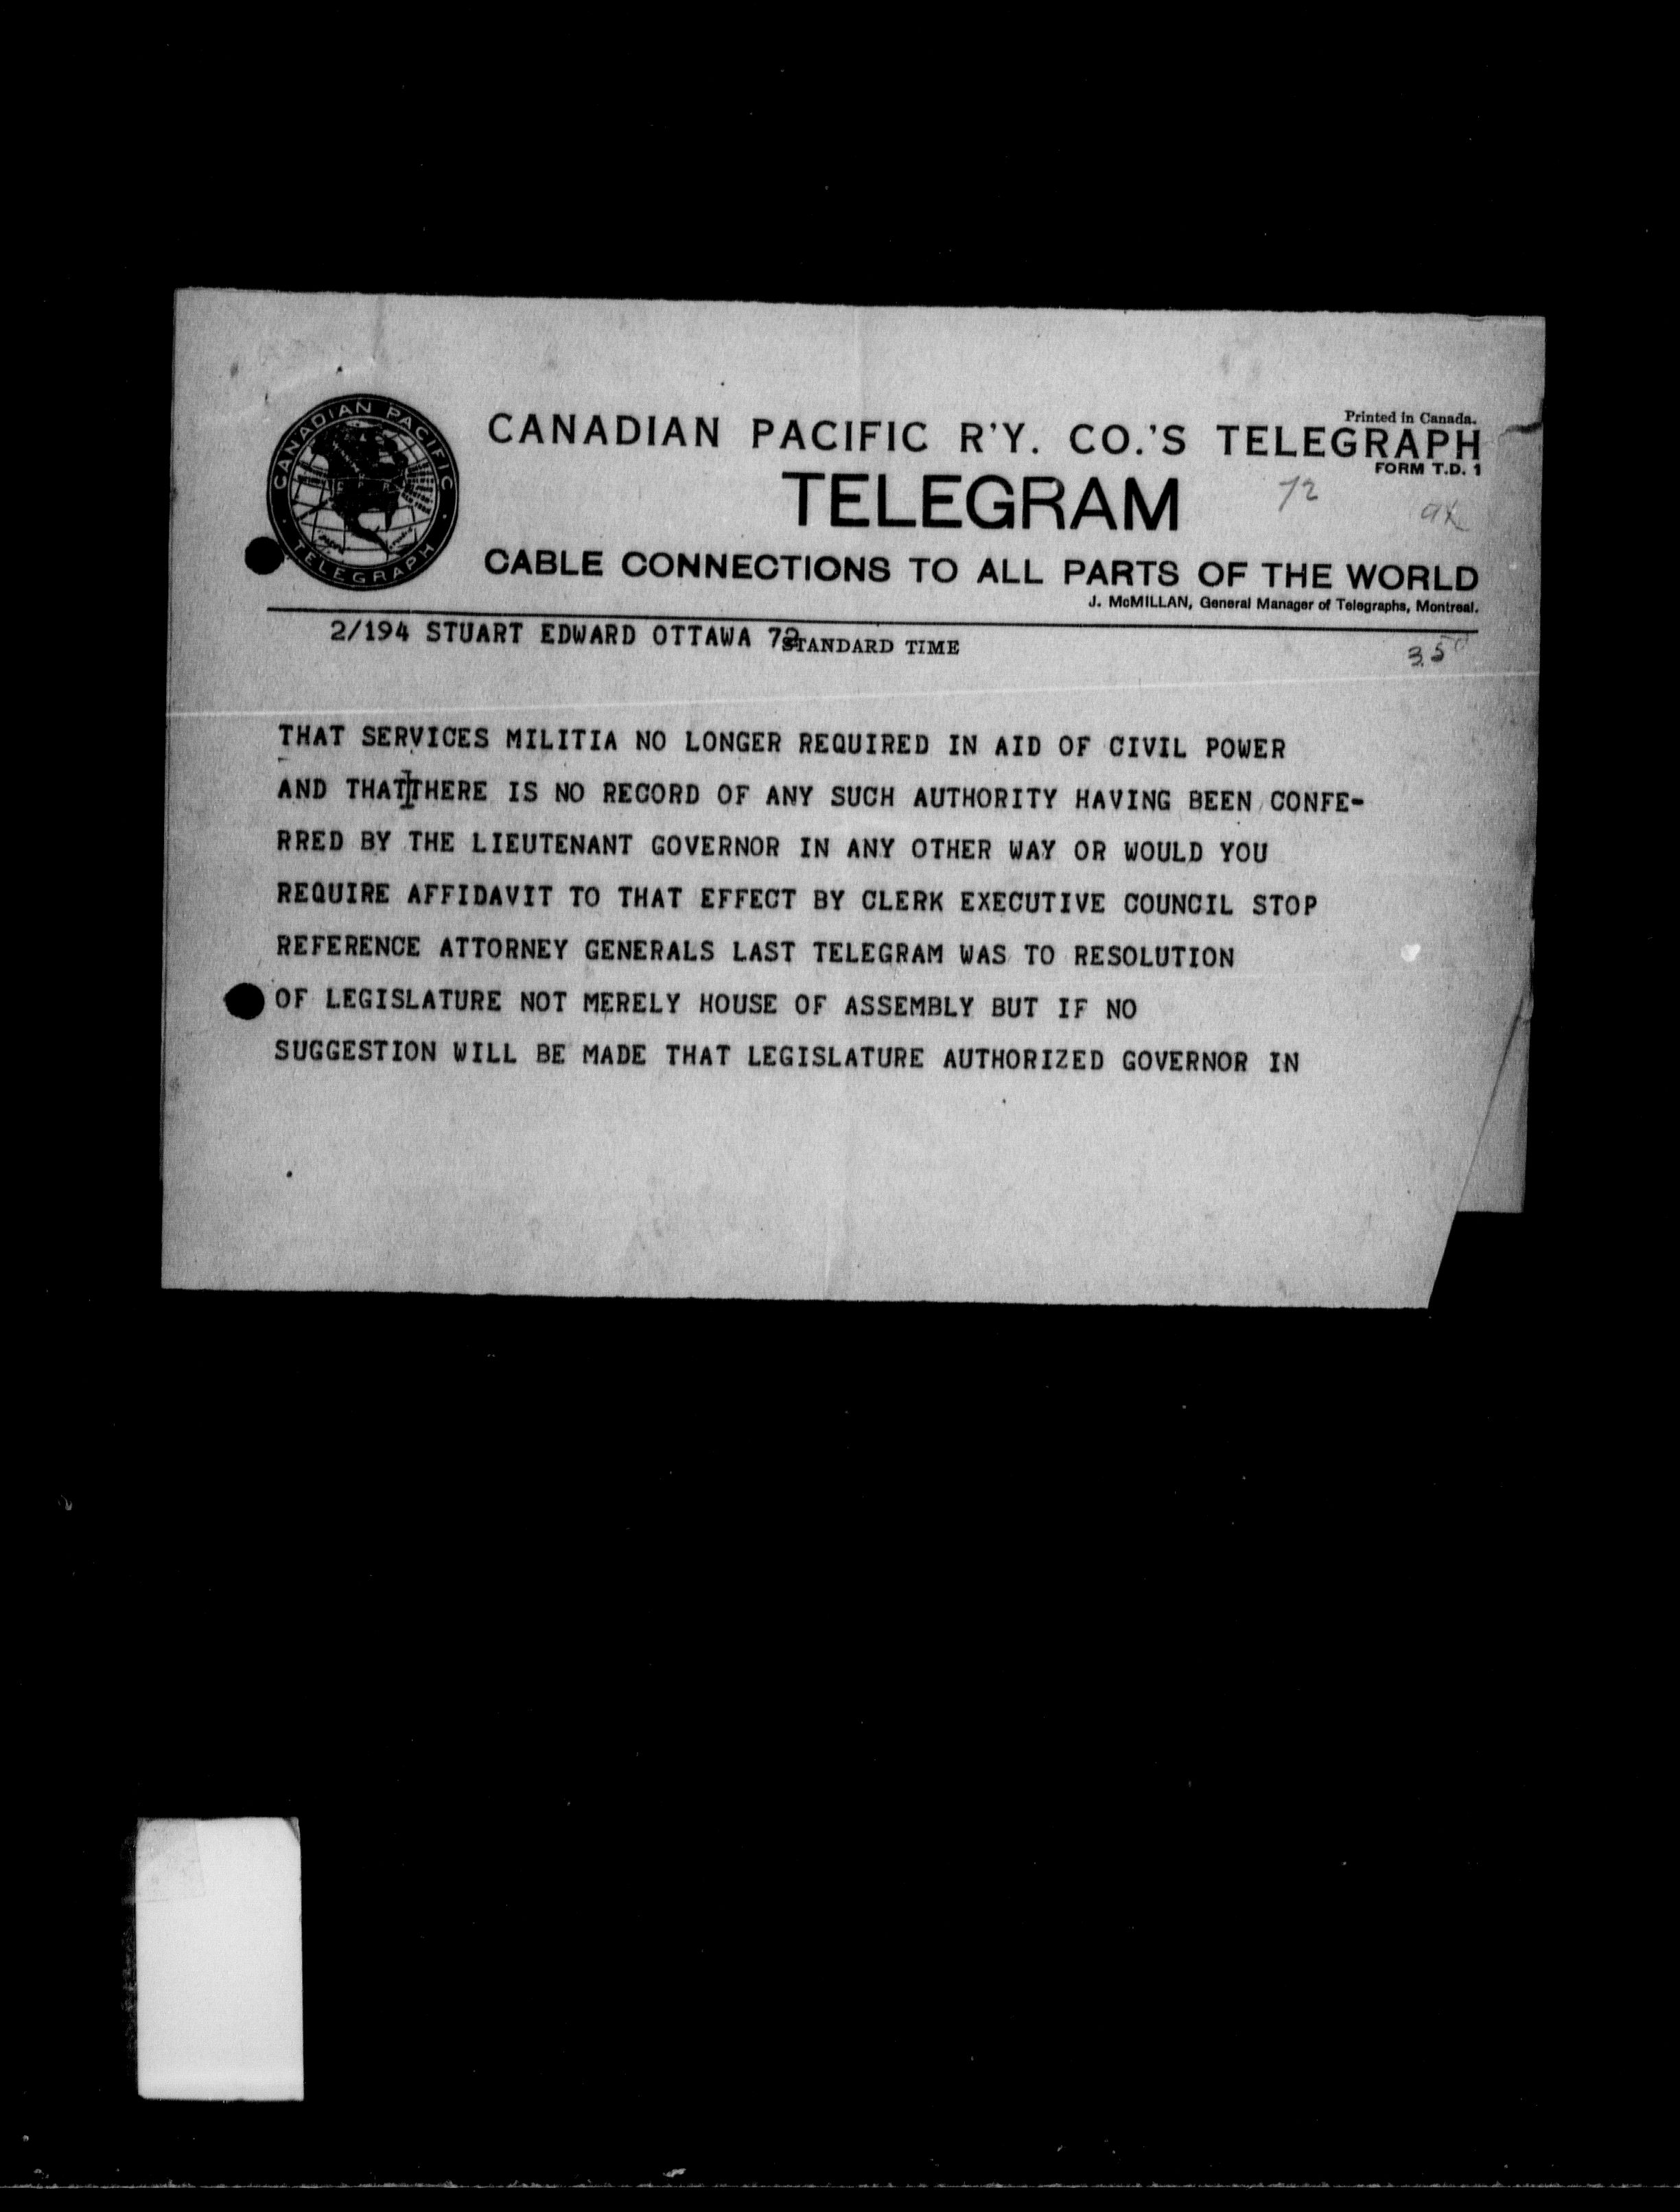 CANADIAN PACIFIC
TELEGRAPH
Printed in Canada.
CANADIAN PACIFIC R'Y. CO.'S TELEGRAPH
FORM T.D. 1
TELEGRAM
72
CABLE CONNECTIONS TO ALL PARTS OF THE WORLD
J. McMILLAN, General Manager of Telegraphs, Montreal.
2/194 STUART EDWARD OTTAWA 72
STANDARD TIME
THAT SERVICES MILITIA NO LONGER REQUIRED IN AID OF CIVIL POWER
AND THAT THERE IS NO RECORD OF ANY SUCH AUTHORITY HAVING BEEN CONFE-
RRED BY THE LIEUTENANT GOVERNOR IN ANY OTHER WAY OR WOULD YOU
REQUIRE AFFIDAVIT TO THAT EFFECT BY CLERK EXECUTIVE COUNCIL STOP
REFERENCE ATTORNEY GENERALS LAST TELEGRAM WAS TO RESOLUTION
OF LEGISLATURE NOT MERELY HOUSE OF ASSEMBLY BUT IF NO
SUGGESTION WILL BE MADE THAT LEGISLATURE AUTHORIZED GOVERNOR IN